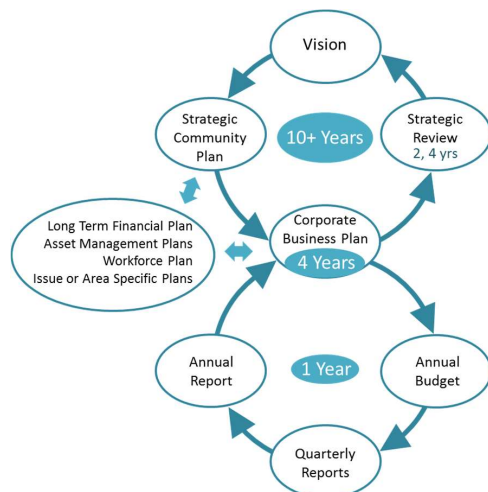 Vision
Strategic
Community
Plan
10+ Years
Strategic
Review
2, 4 yrs
Long Term Financial Plan
Asset Management Plans
Workforce Plan
Issue or Area Specific Plans
Corporate
Business Plan
4 Years
Annual
Report
1 Year
Annual
Budget
Quarterly
Reports